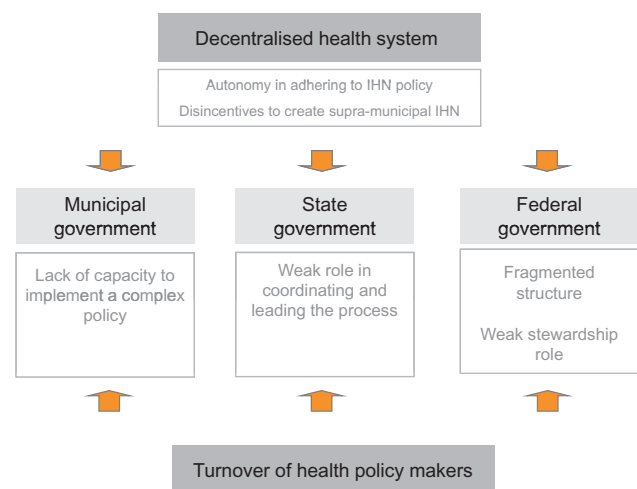 Decentralised health system
Autonomy in adhering to IHN policy
Disincentives to create supra-municipal IHN
Municipal
government
Lack of capacity to
implement a complex
policy
State
government
Weak role in
coordinating and
leading the process
Federal
government
Fragmented
structure
Weak stewardship
role
Turnover of health policy makers